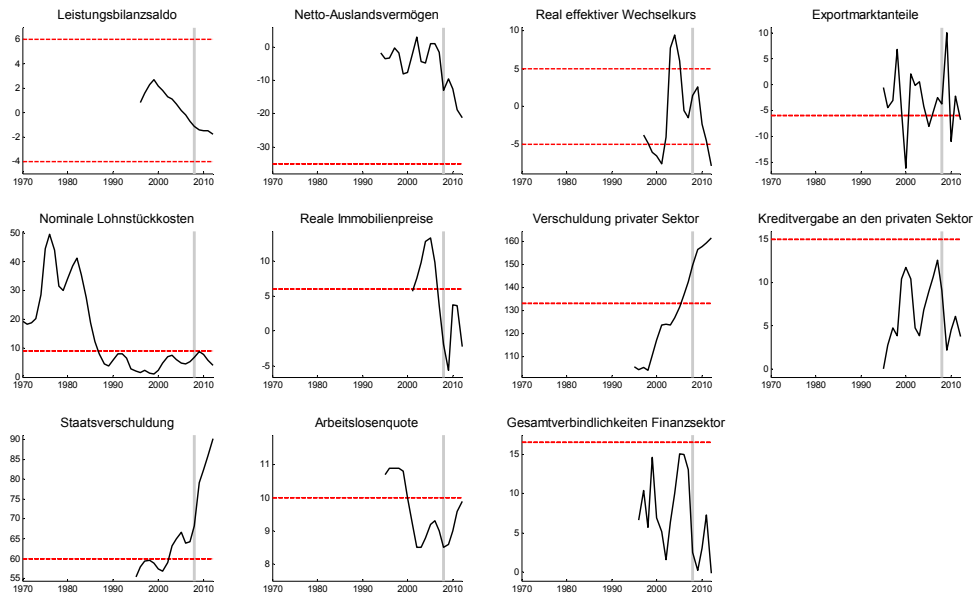 Leistungsbilanzsaldo
6
4
2
0
-2
-4
1970 1980 1990 2000 2010
Netto-Auslandsvermögen
0
-10
-20
-30
1970 1980 1990 2000 2010
Real effektiver Wechselkurs
10
5
0
-5
1970 1980 1990 2000 2010
Exportmarktanteile
10
5
0
-5
-10
-15
1970 1980 1990 2000 2010
Nominale Lohnstückkosten
50
40
30
20
10
0
1970 1980 1990 2000 2010
Reale Immobilienpreise
10
5
0
-5
1970 1980 1990 2000 2010
Verschuldung privater Sektor
160
150
140
130
120
110
1970 1980 1990 2000 2010
Kreditvergabe an den privaten Sektor
15
10
5
0
1970 1980 1990 2000 2010
Staatsverschuldung
90
85
80
75
70
65
60
55
1970 1980 1990 2000 2010
Arbeitslosenquote
11
10
9
8
1970 1980 1990 2000 2010
Gesamtverbindlichkeiten Finanzsektor
15
10
5
0
1970 1980 1990 2000 2010